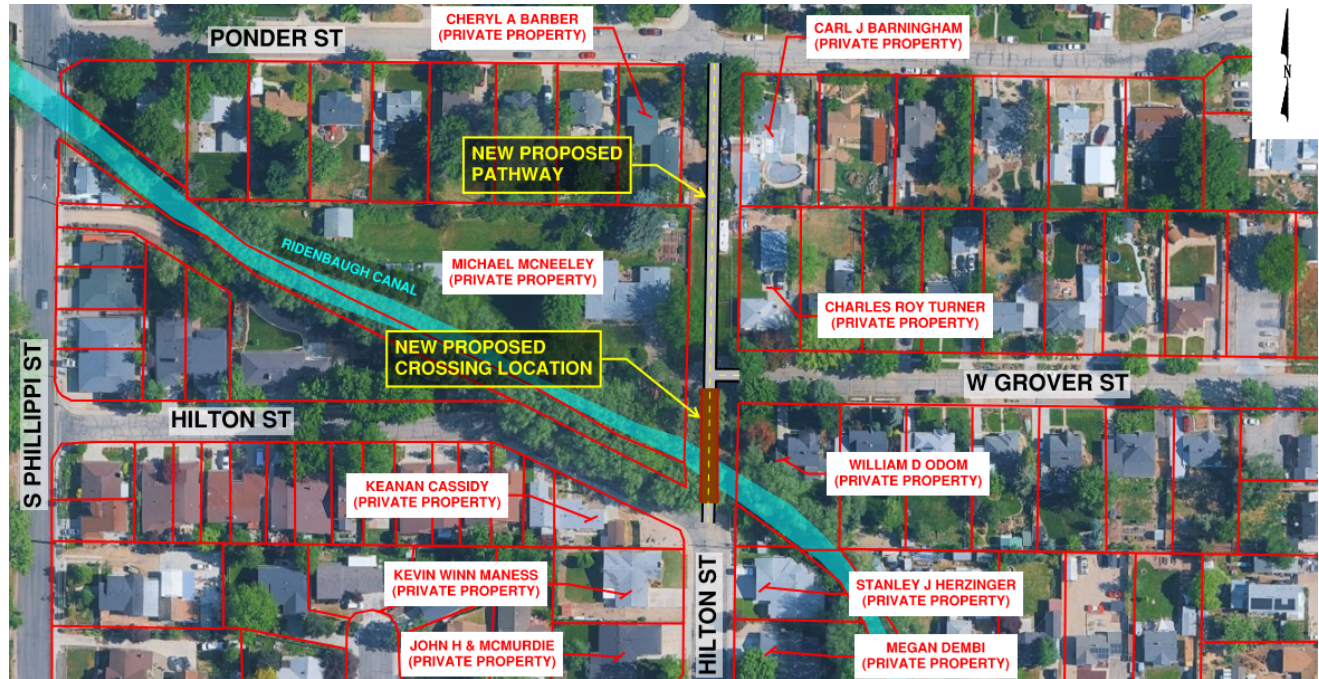 CHERYL A BARBER
(PRIVATE PROPERTY)
CARL J BARNINGHAM
(PRIVATE PROPERTY)
PONDER ST
N
NEW PROPOSED
PATHWAY
RIDENBAUGH CANAL
MICHAEL MCNEELEY
(PRIVATE PROPERTY)
CHARLES ROY TURNER
(PRIVATE PROPERTY)
NEW PROPOSED
CROSSING LOCATION
W GROVER ST
S PHILLIPPI ST
HILTON ST
WILLIAM D ODOM
(PRIVATE PROPERTY)
KEANAN CASSIDY
(PRIVATE PROPERTY)
KEVIN WINN MANESS
(PRIVATE PROPERTY)
STANLEY J HERZINGER
(PRIVATE PROPERTY)
HILTON ST
JOHN H & MCMURDIE
(PRIVATE PROPERTY)
MEGAN DEMBI
(PRIVATE PROPERTY)